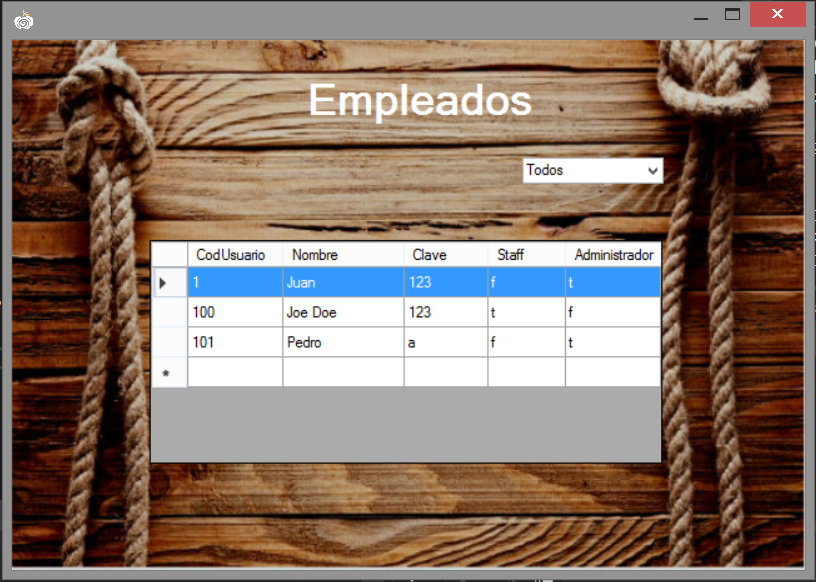 Empleados
Todos
CodUsuario Nombre Clave Staff Administrador
1 Juan 123 f t
100 Joe Doe 123 t f
101 Pedro a f t
*